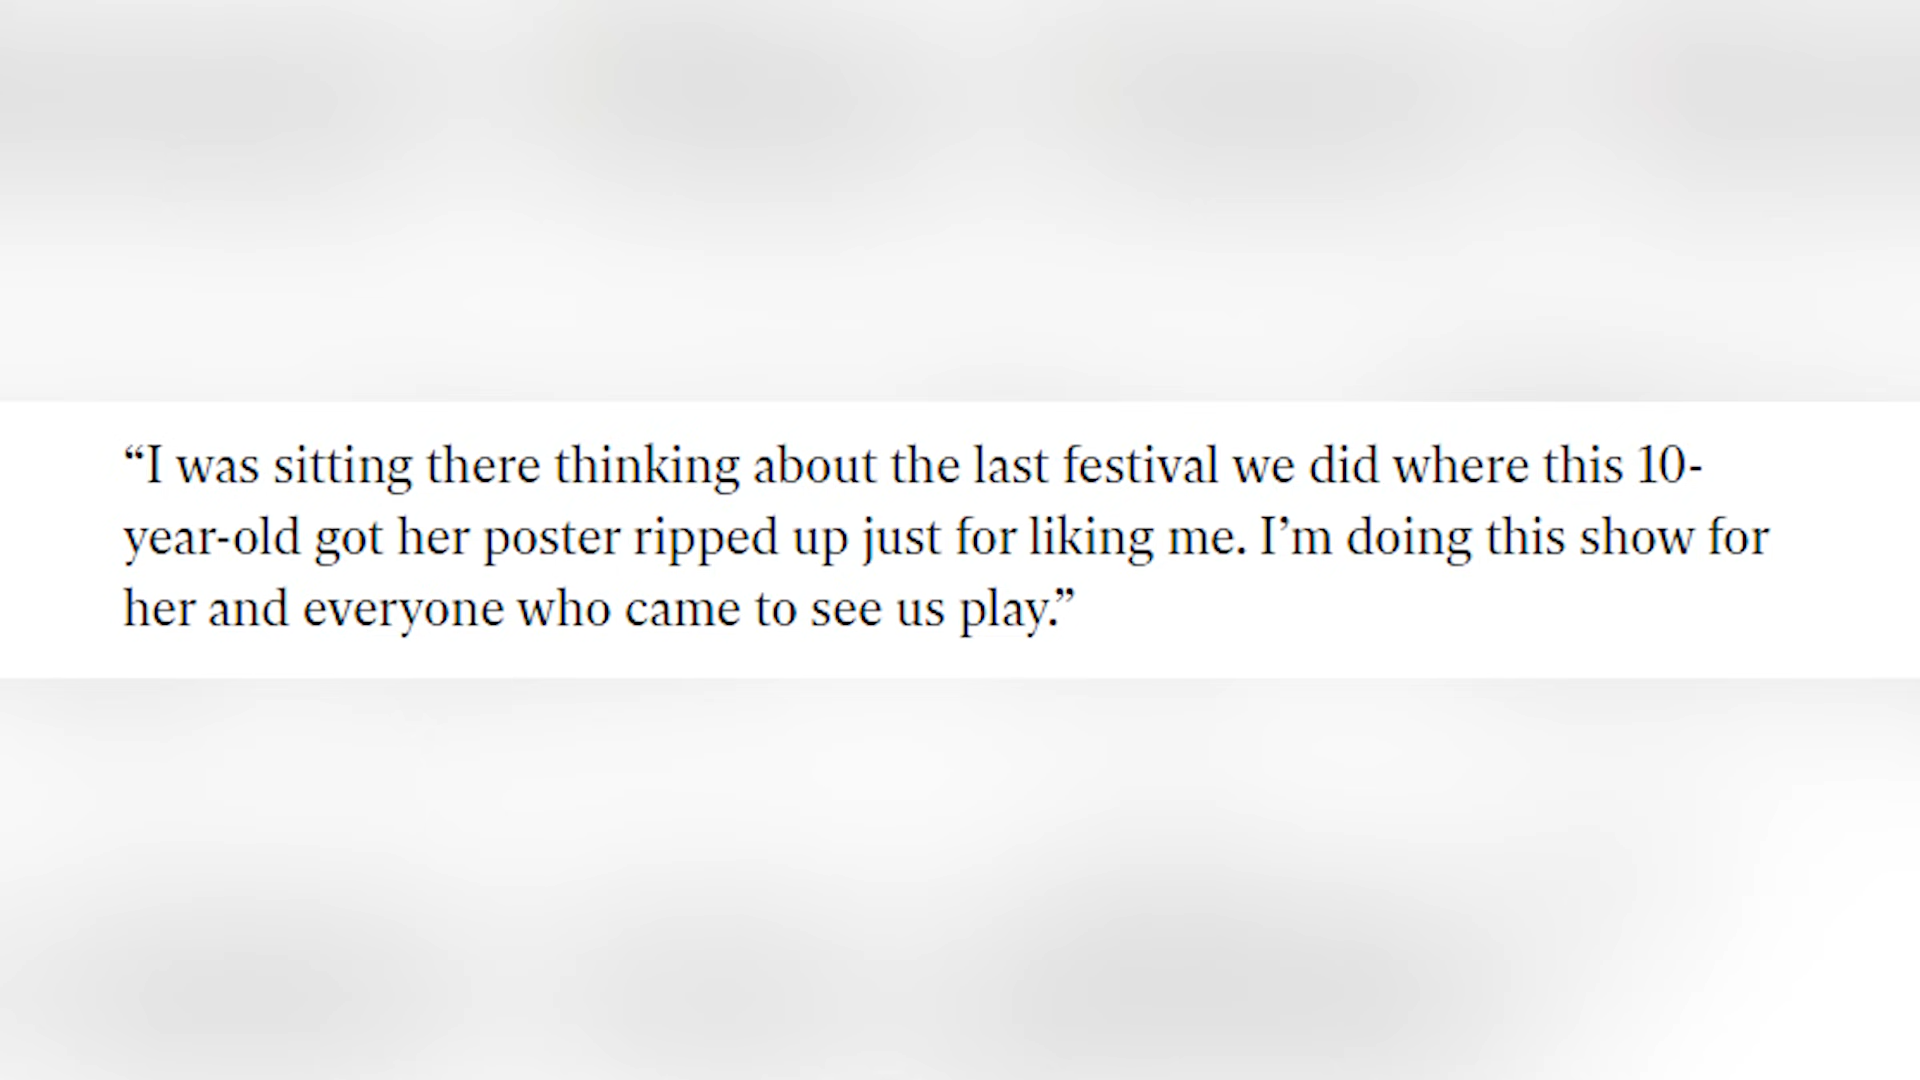 “I was sitting there thinking about the last festival we did where this 10-
year-old got her poster ripped up just for liking me. I’m doing this show for
her and everyone who came to see us play.”